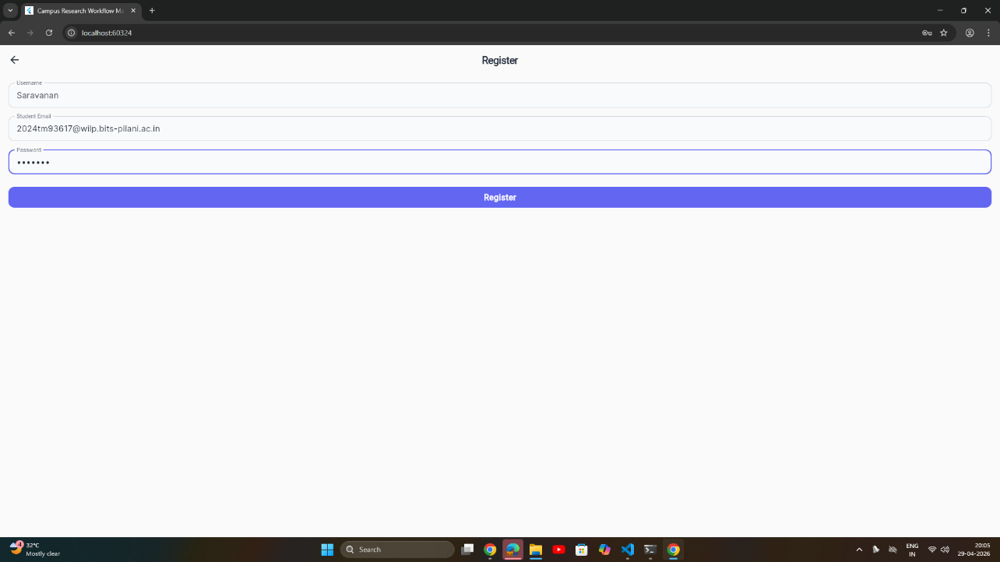 Campus Research Workflow Ma
localhost:60324
Register
Username
Saravanan
Student Email
2024tm93617@wilp.bits-pilani.ac.in
Password
•••••••
Register
4
32°C
Mostly clear
Search
ENG
IN
20:05
29-04-2026